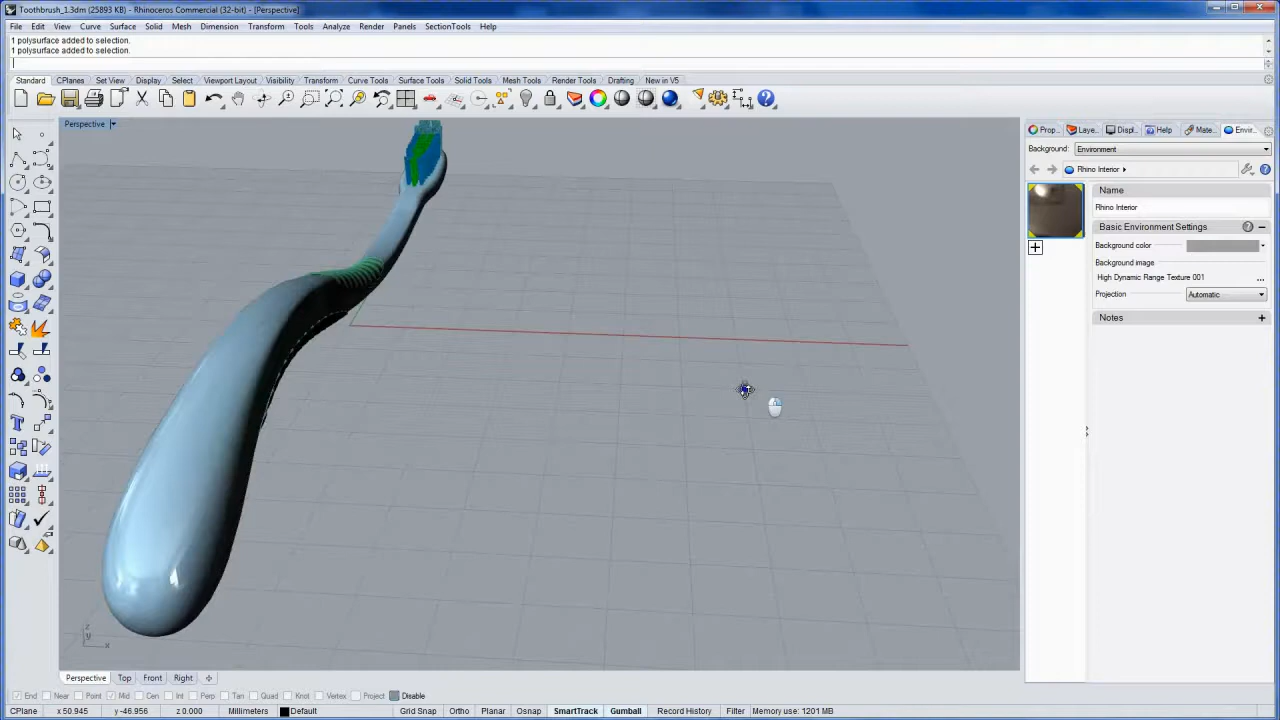 Toothbrush_1.3dm (25893 KB) - Rhinoceros Commercial (32-bit) - [Perspective]
File Edit View Curve Surface Solid Mesh Dimension Transform Tools Analyze Render Panels SectionTools Help
1 polysurface added to selection.
1 polysurface added to selection.
Standard CPlanes Set View Display Select Viewport Layout Visibility Transform Curve Tools Surface Tools Solid Tools Mesh Tools Render Tools Drafting New in V5
Perspective
Prop... Laye... Displ... Help Mate... Envir...
Background: Environment
Rhino Interior
Name
Rhino Interior
Basic Environment Settings
Background color
Background image
High Dynamic Range Texture 001 ...
Projection Automatic
Notes
z
y
x
Perspective Top Front Right
End Near Point Mid Cen Int Perp Tan Quad Knot Vertex Project Disable
CPlane x 50.945 y -46.956 z 0.000 Millimeters Default Grid Snap Ortho Planar Osnap SmartTrack Gumball Record History Filter Memory use: 1201 MB